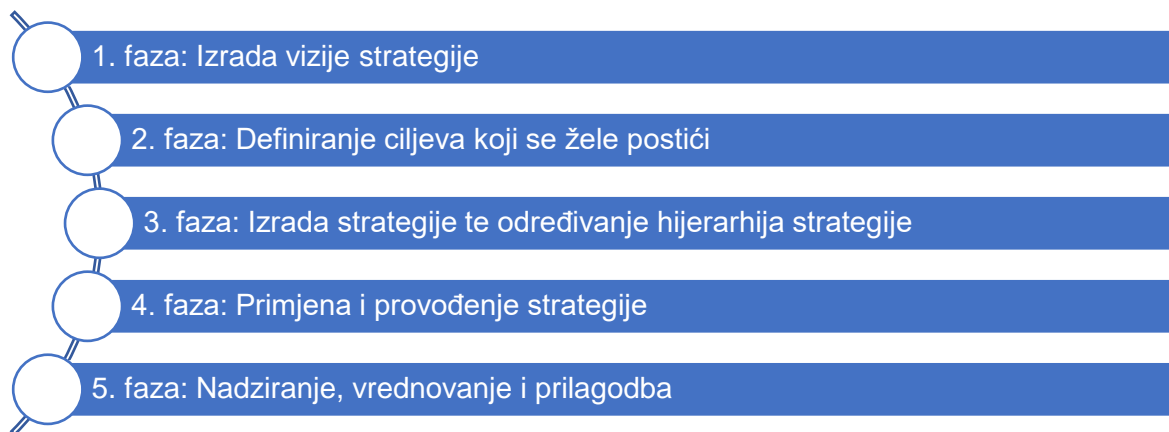 1. faza: Izrada vizije strategije
2. faza: Definiranje ciljeva koji se žele postići
3. faza: Izrada strategije te određivanje hijerarhija strategije
4. faza: Primjena i provođenje strategije
5. faza: Nadziranje, vrednovanje i prilagodba